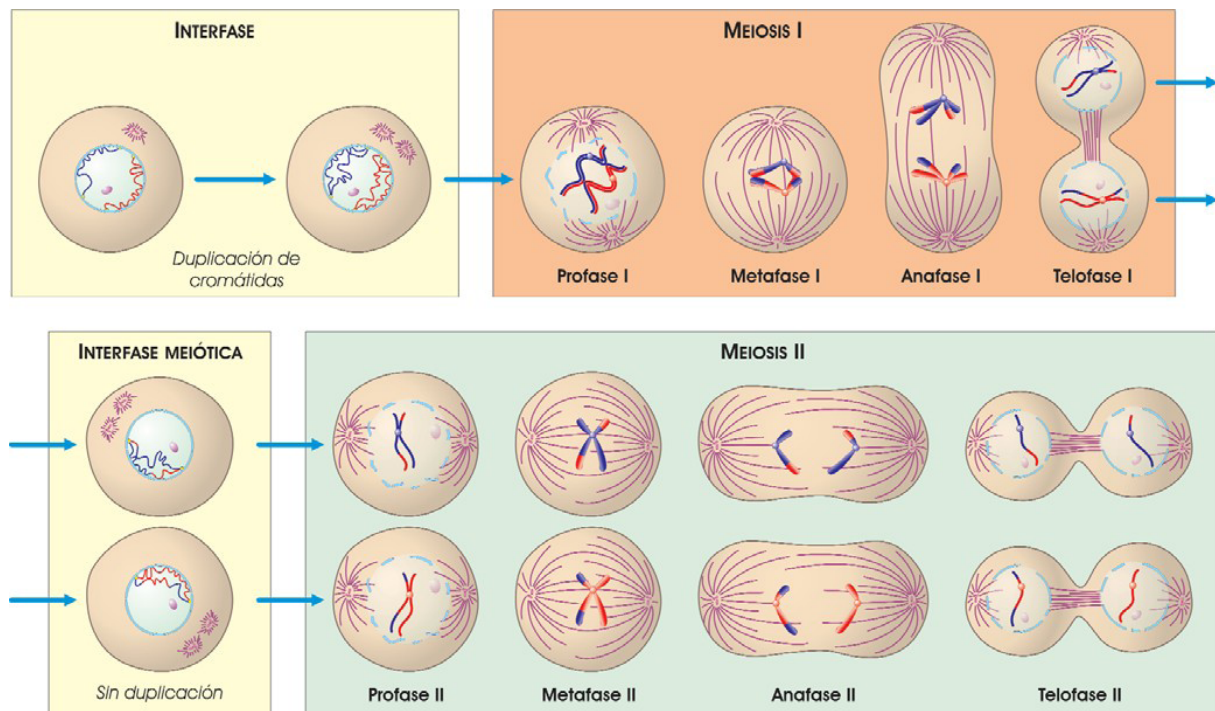 INTERFASE
MEIOSIS I
Duplicación de
cromátidas
Profase I
Metafase I
Anafase I
Telofase I
INTERFASE MEIÓTICA
MEIOSIS II
Sin duplicación
Profase II
Metafase II
Anafase II
Telofase II